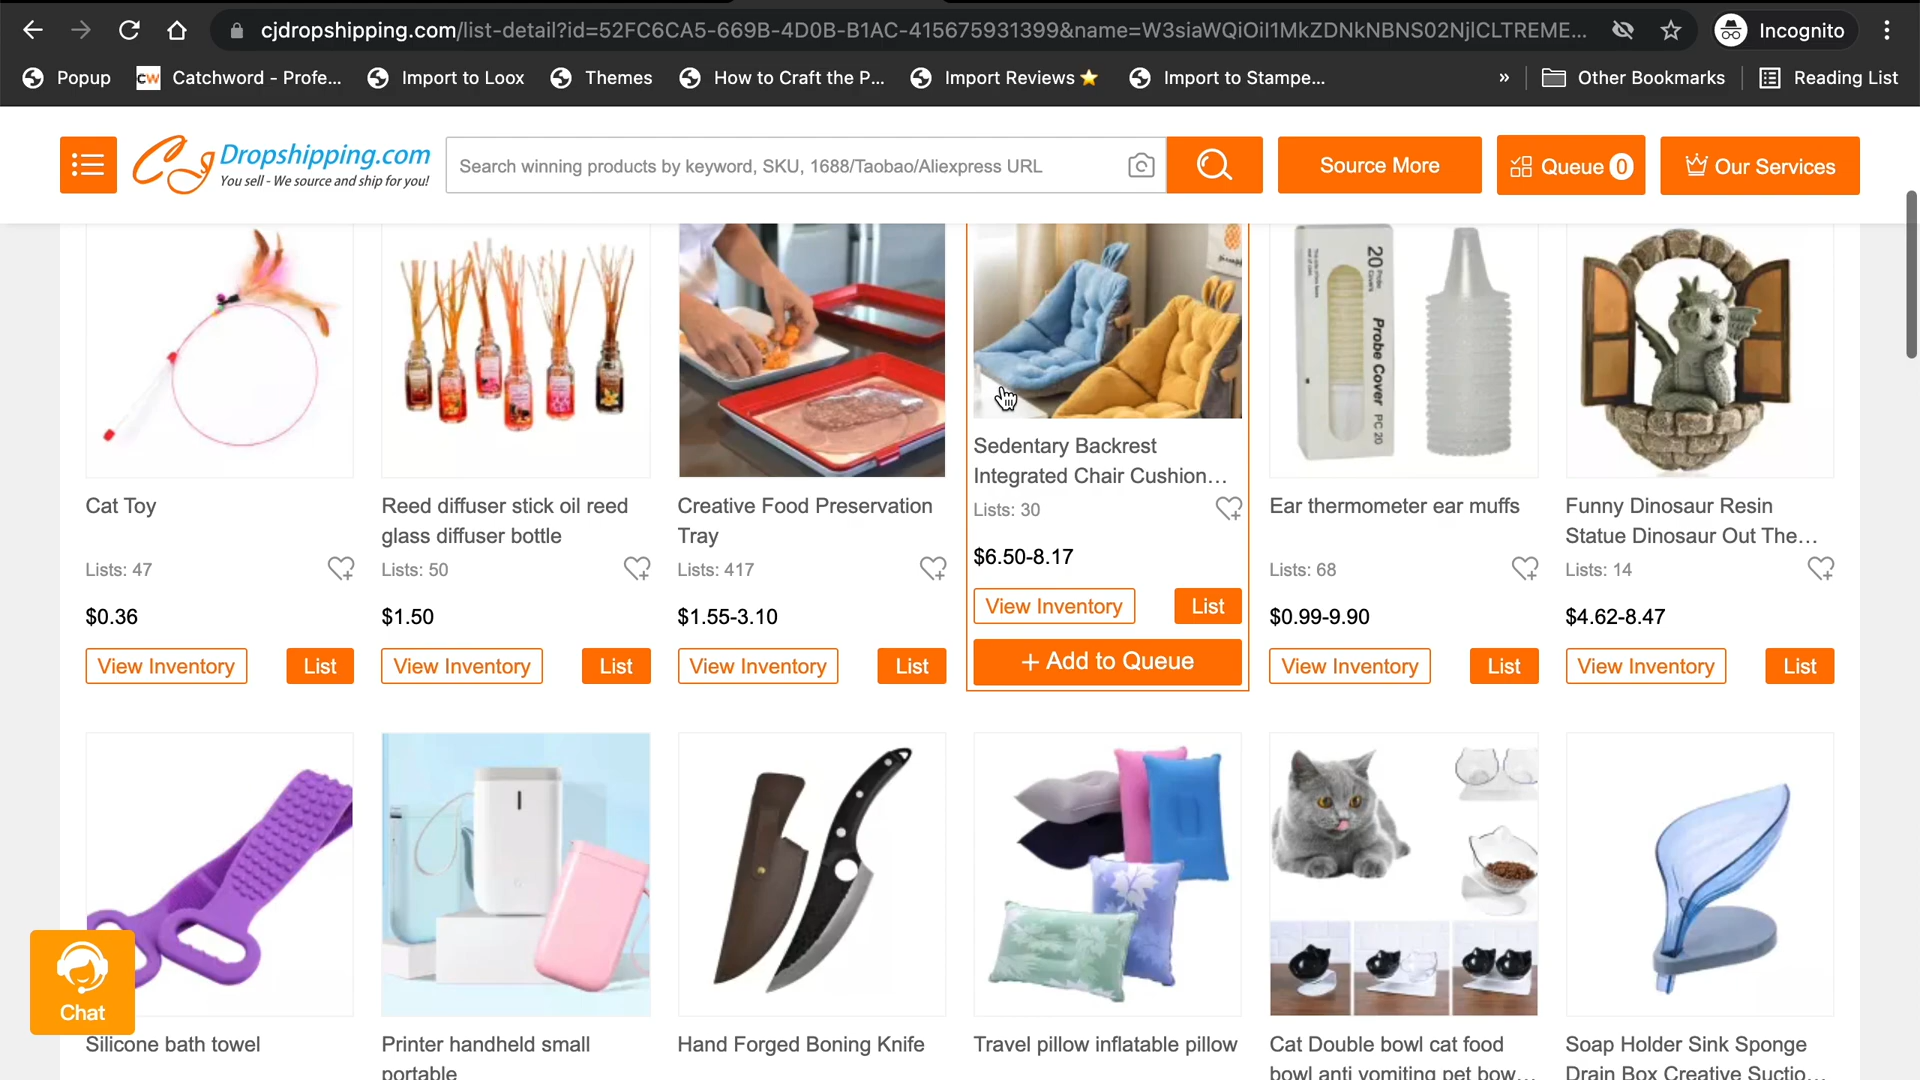 cjdropshipping.com/list-detail?id=52FC6CA5-669B-4D0B-B1AC-415675931399&name=W3siaWQiOiI1MkZDNkNBNS02NjlCLTREME...
Incognito
Popup
CW Catchword - Profe...
Import to Loox
Themes
How to Craft the P...
Import Reviews ⭐
Import to Stampe...
»
Other Bookmarks
Reading List
CJ Dropshipping.com
You sell - We source and ship for you!
Search winning products by keyword, SKU, 1688/Taobao/Aliexpress URL
Source More
Queue 0
Our Services
20 Probe Covers
Probe Cover
PC 20
Cat Toy
Lists: 47
$0.36
View Inventory
List
Reed diffuser stick oil reed
glass diffuser bottle
Lists: 50
$1.50
View Inventory
List
Creative Food Preservation
Tray
Lists: 417
$1.55-3.10
View Inventory
List
Sedentary Backrest
Integrated Chair Cushion...
Lists: 30
$6.50-8.17
View Inventory
List
+ Add to Queue
Ear thermometer ear muffs
Lists: 68
$0.99-9.90
View Inventory
List
Funny Dinosaur Resin
Statue Dinosaur Out The...
Lists: 14
$4.62-8.47
View Inventory
List
Chat
Silicone bath towel
Printer handheld small
portable
Hand Forged Boning Knife
Travel pillow inflatable pillow
Cat Double bowl cat food
bowl anti vomiting pet bow...
Soap Holder Sink Sponge
Drain Box Creative Suctio...